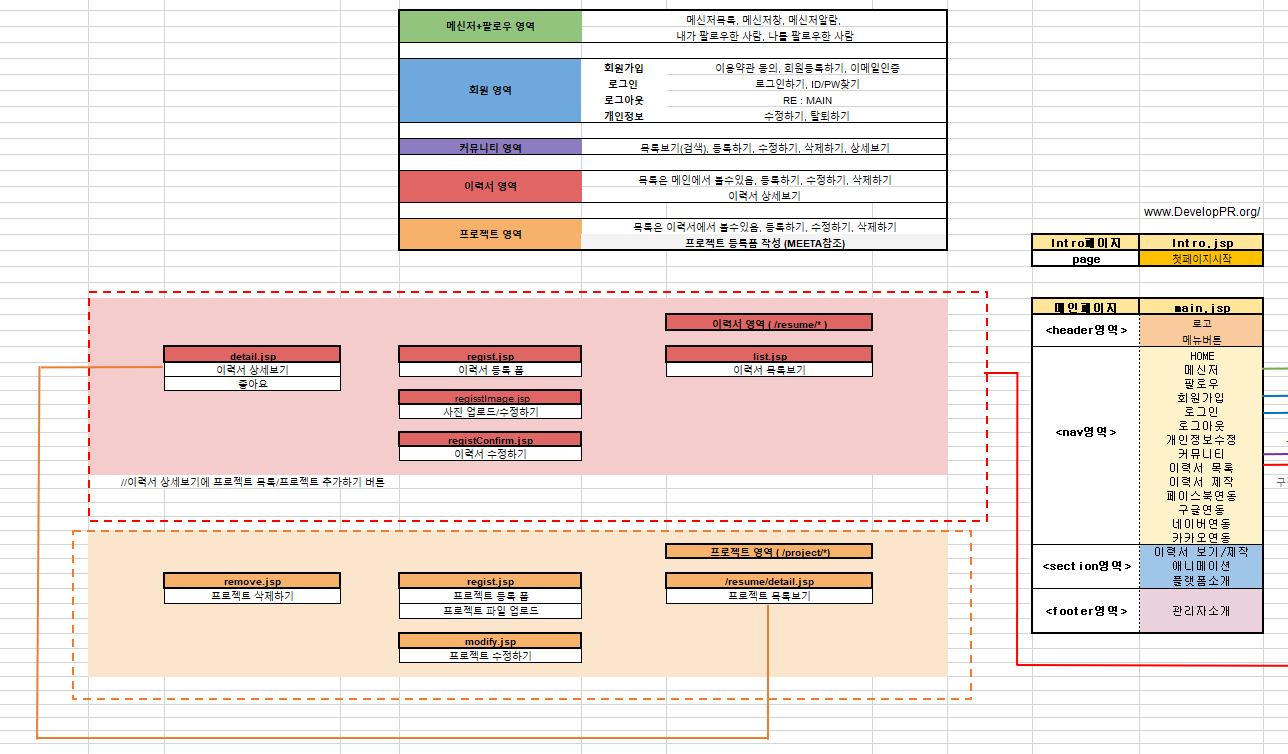 메신저+팔로우 영역
메신저목록, 메신저창, 메신저알람,
내가 팔로우한 사람, 나를 팔로우한 사람
회원 영역
회원가입 이용약관 동의, 회원등록하기, 이메일인증
로그인 로그인하기, ID/PW찾기
로그아웃 RE : MAIN
개인정보 수정하기, 탈퇴하기
커뮤니티 영역 목록보기(검색), 등록하기, 수정하기, 삭제하기, 상세보기
이력서 영역
목록은 메인에서 볼수있음, 등록하기, 수정하기, 삭제하기
이력서 상세보기
프로젝트 영역
목록은 이력서에서 볼수있음, 등록하기, 수정하기, 삭제하기
프로젝트 등록폼 작성 (MEETA참조)
www.DevelopPR.org/
Intro페이지 Intro.jsp
page 첫페이지시작
이력서 영역 ( /resume/* )
detail.jsp
이력서 상세보기
좋아요
regist.jsp
이력서 등록 폼
regisstImage.jsp
사진 업로드/수정하기
registConfirm.jsp
이력서 수정하기
list.jsp
이력서 목록보기
//이력서 상세보기에 프로젝트 목록/프로젝트 추가하기 버튼
프로젝트 영역 ( /project/*)
remove.jsp
프로젝트 삭제하기
regist.jsp
프로젝트 등록 폼
프로젝트 파일 업로드
modify.jsp
프로젝트 수정하기
/resume/detail.jsp
프로젝트 목록보기
메인페이지 main.jsp
<header영역>
로고
메뉴버튼
<nav영역>
HOME
메신저
팔로우
회원가입
로그인
로그아웃
개인정보수정
커뮤니티
이력서 목록
이력서 제작
페이스북연동
구글연동
네이버연동
카카오연동
<section영역>
이력서 보기/제작
애니메이션
플랫폼소개
<footer영역>
관리자소개